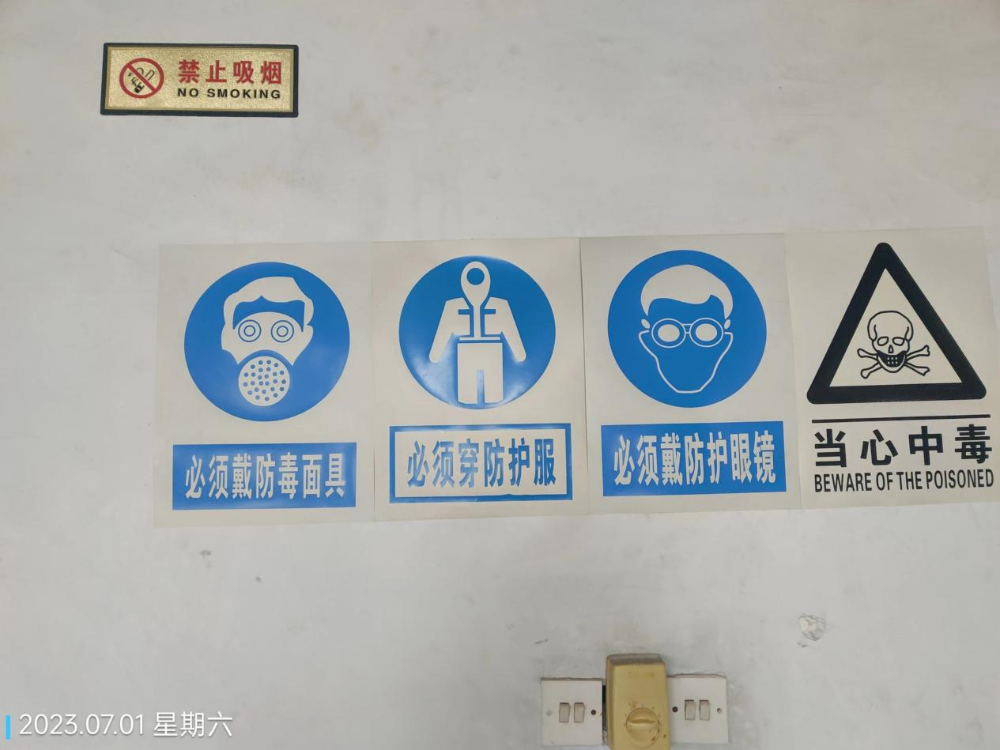 禁止吸烟
NO SMOKING
必须戴防毒面具
必须穿防护服
必须戴防护眼镜
当心中毒
BEWARE OF THE POISONED
2023.07.01 星期六